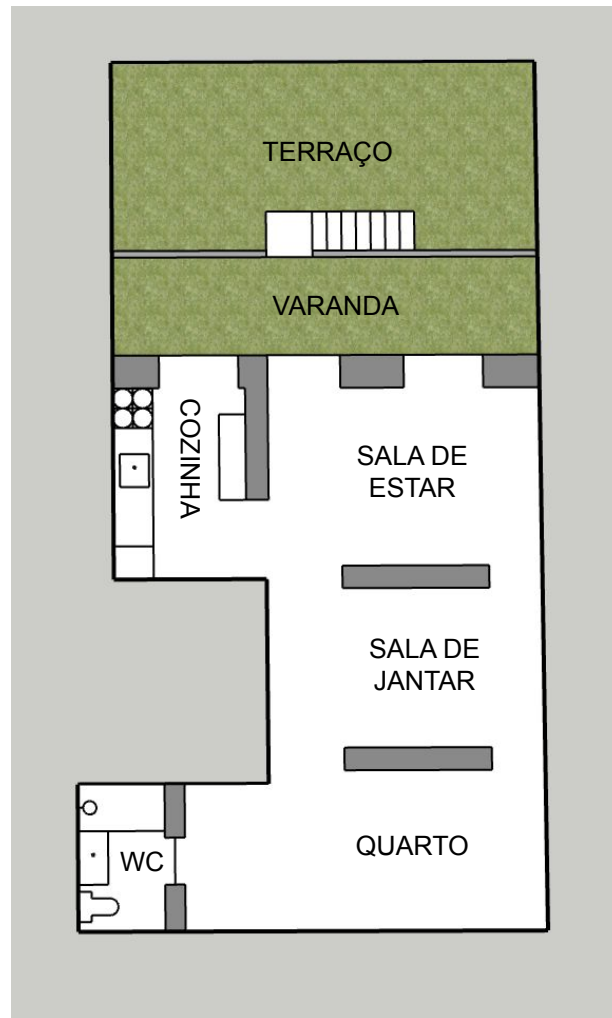 TERRAÇO
VARANDA
COZINHA
SALA DE
ESTAR
SALA DE
JANTAR
QUARTO
WC